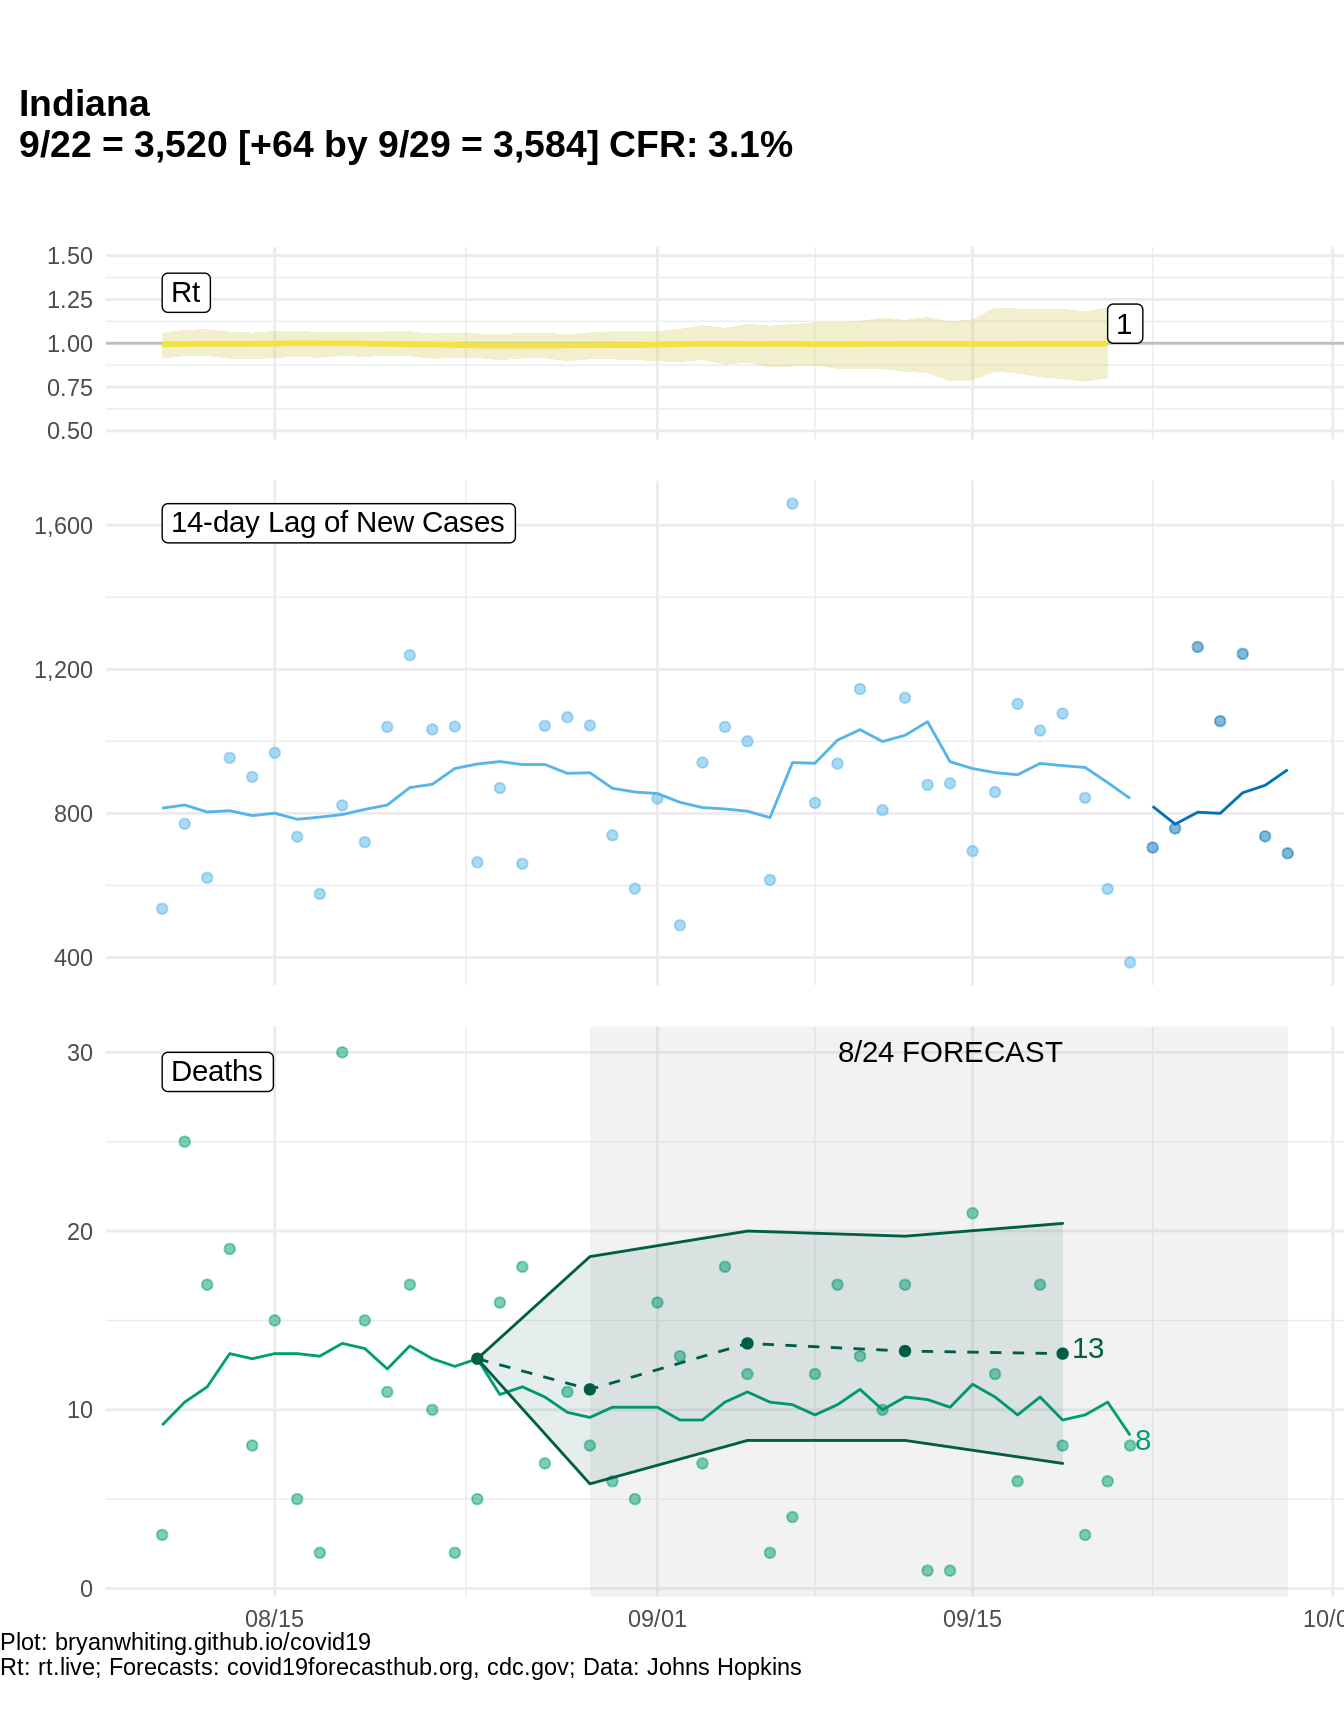 Indiana
9/22 = 3,520 [+64 by 9/29 = 3,584] CFR: 3.1%
1.50
Rt
1.25
1
1.00
0.75
0.50
14-day Lag of New Cases
1,600
1,200
800
400
30
8/24 FORECAST
Deaths
20
13
10
8
0
08/15 09/01 09/15 10/0
Plot: bryanwhiting.github.io/covid19
Rt: rt.live; Forecasts: covid19forecasthub.org, cdc.gov; Data: Johns Hopkins